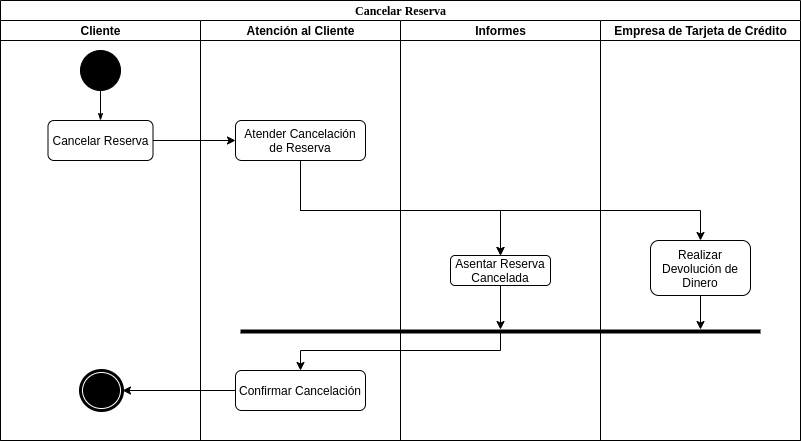 Cancelar Reserva
Cliente
Atención al Cliente
Informes
Empresa de Tarjeta de Crédito
Cancelar Reserva
Atender Cancelación
de Reserva
Asentar Reserva
Cancelada
Realizar
Devolución de
Dinero
Confirmar Cancelación